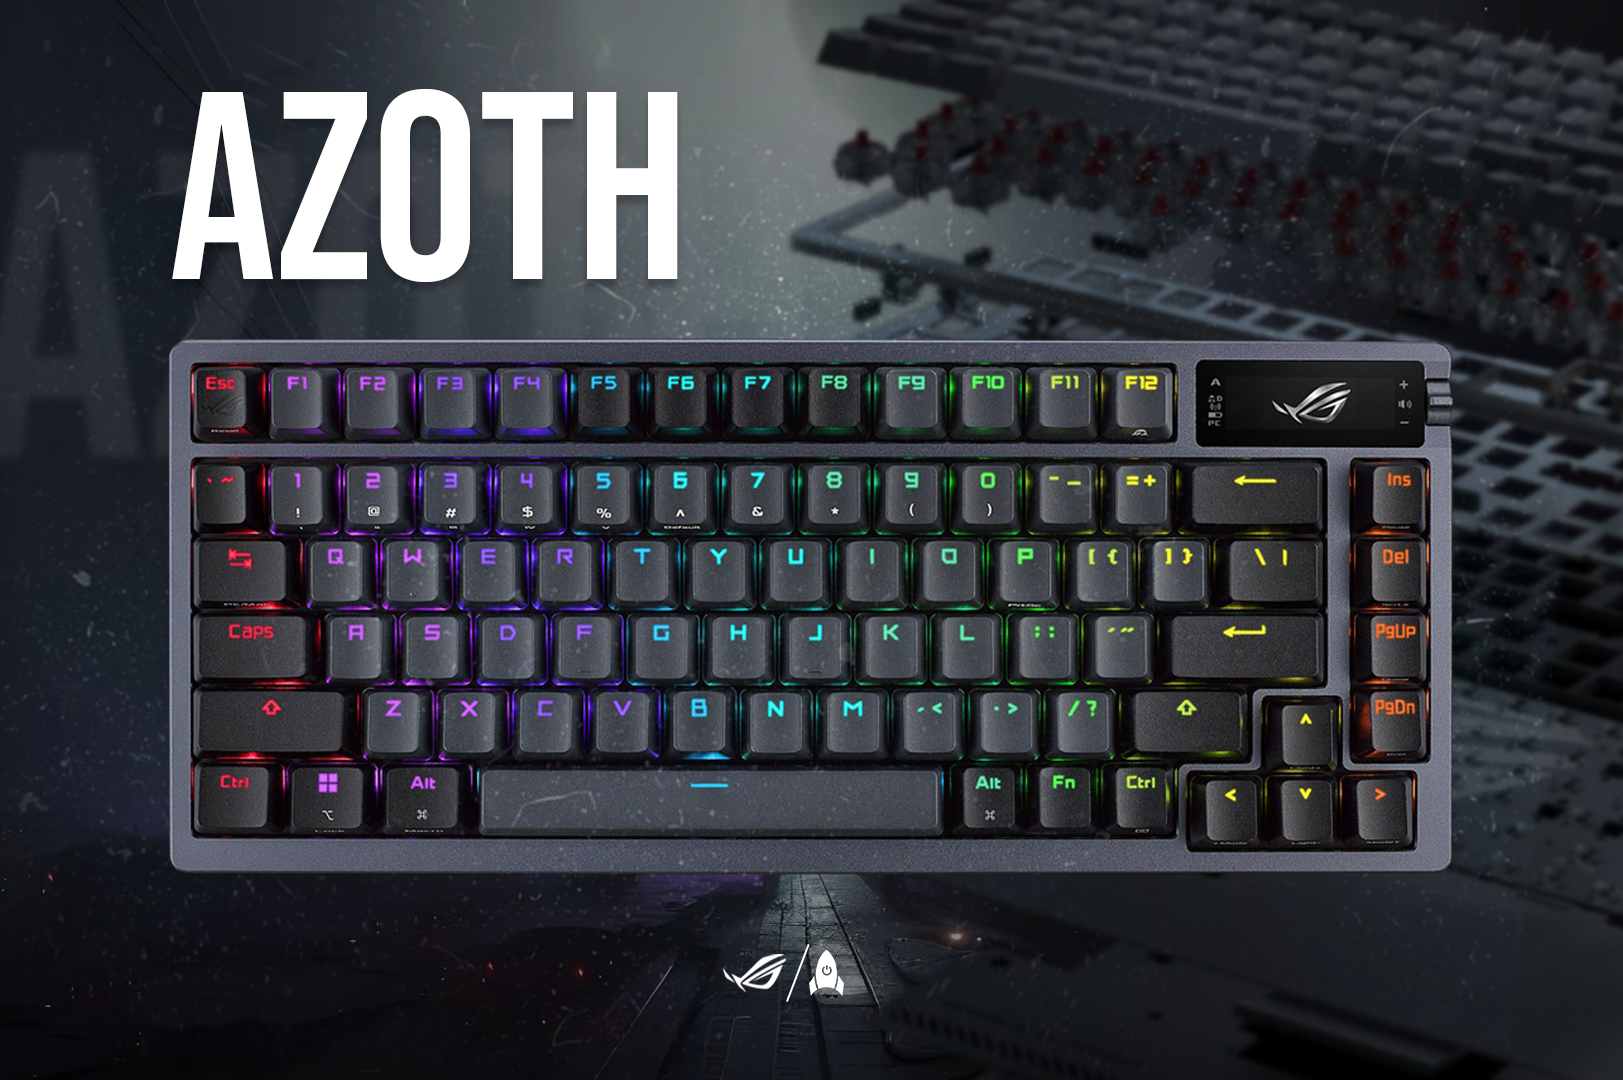 AZOTH
Esc F1 F2 F3 F4 F5 F6 F7 F8 F9 F10 F11 F12
A
PC
+
-
` ~ 1 2 3 4 5 6 7 8 9 0 - _ = + ← Ins
! @ # $ % ^ & * ( )
Q W E R T Y U I O P [ { ] } \ | Del
Caps A S D F G H J K L ; : ' " PgUp
Z X C V B N M , < . > / ? PgDn
Ctrl Alt Alt Fn Ctrl < v >
⌥ ⌘ ⌘